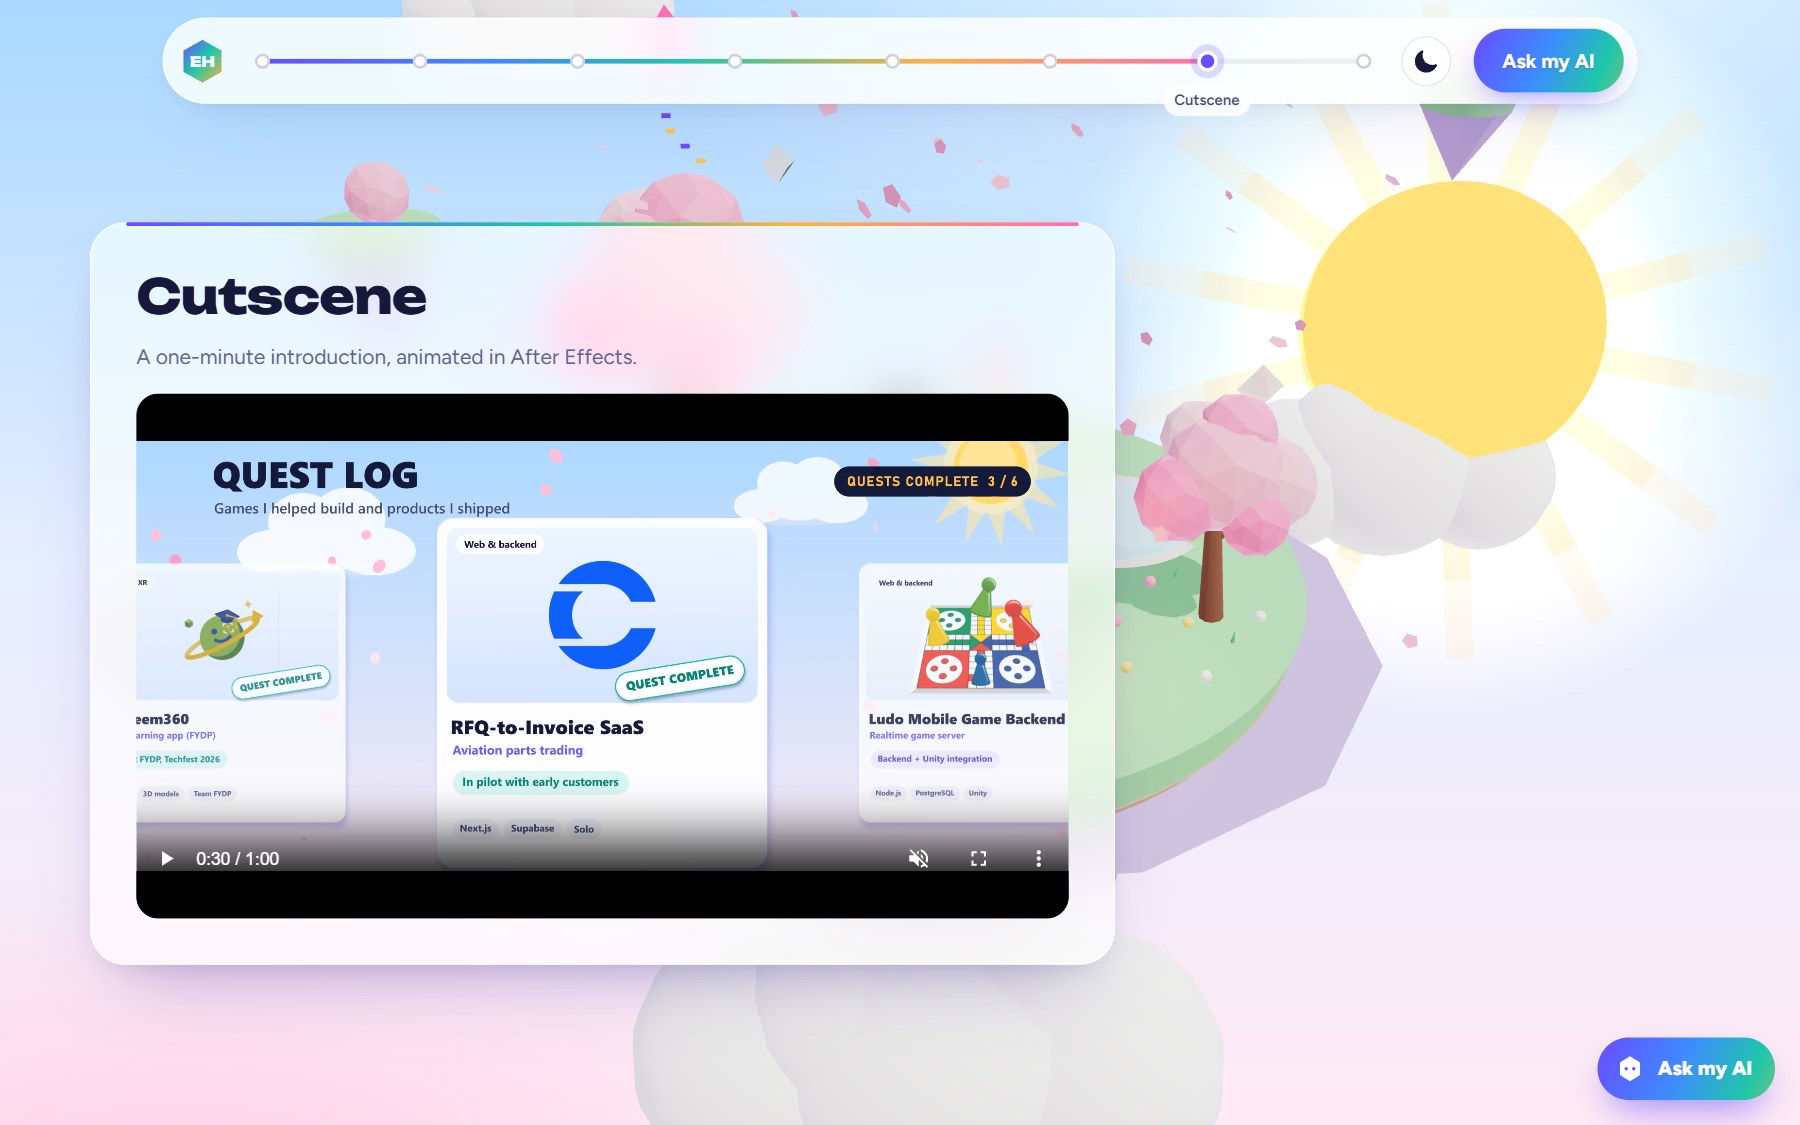 EH
Ask my AI
Cutscene
Cutscene
A one-minute introduction, animated in After Effects.
QUEST LOG
Games I helped build and products I shipped
QUESTS COMPLETE 3 / 6
XR
QUEST COMPLETE
eem360
arning app (FYDP)
: FYDP, Techfest 2026
3D models
Team FYDP
Web & backend
QUEST COMPLETE
RFQ-to-Invoice SaaS
Aviation parts trading
In pilot with early customers
Next.js
Supabase
Solo
Web & backend
Ludo Mobile Game Backend
Realtime game server
Backend + Unity integration
Node.js
PostgreSQL
Unity
0:30 / 1:00
Ask my AI